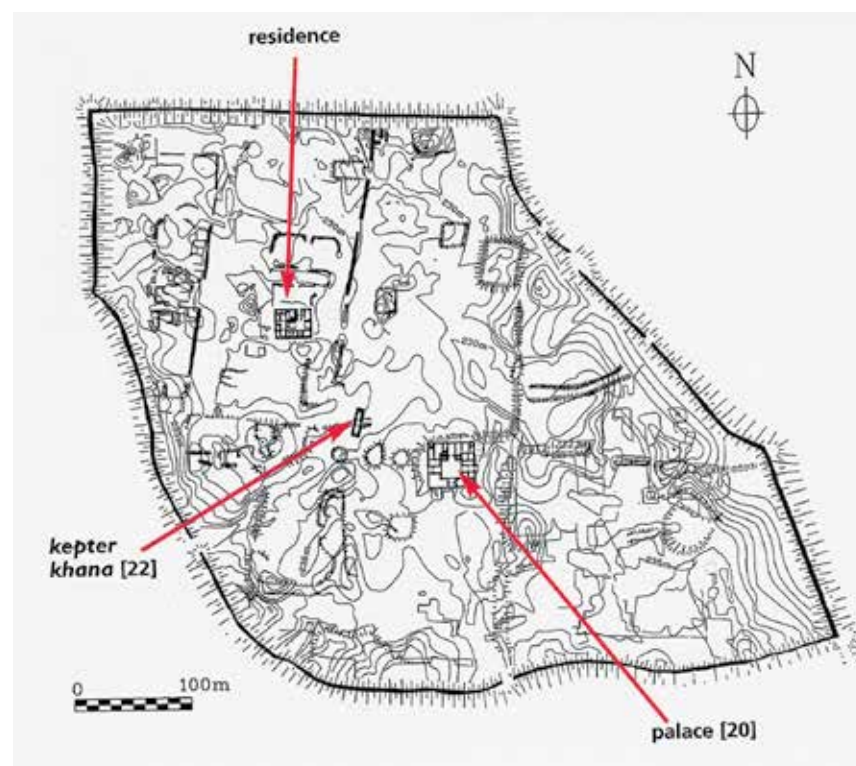 residence
N
kepter
khana [22]
0 100m
palace [20]